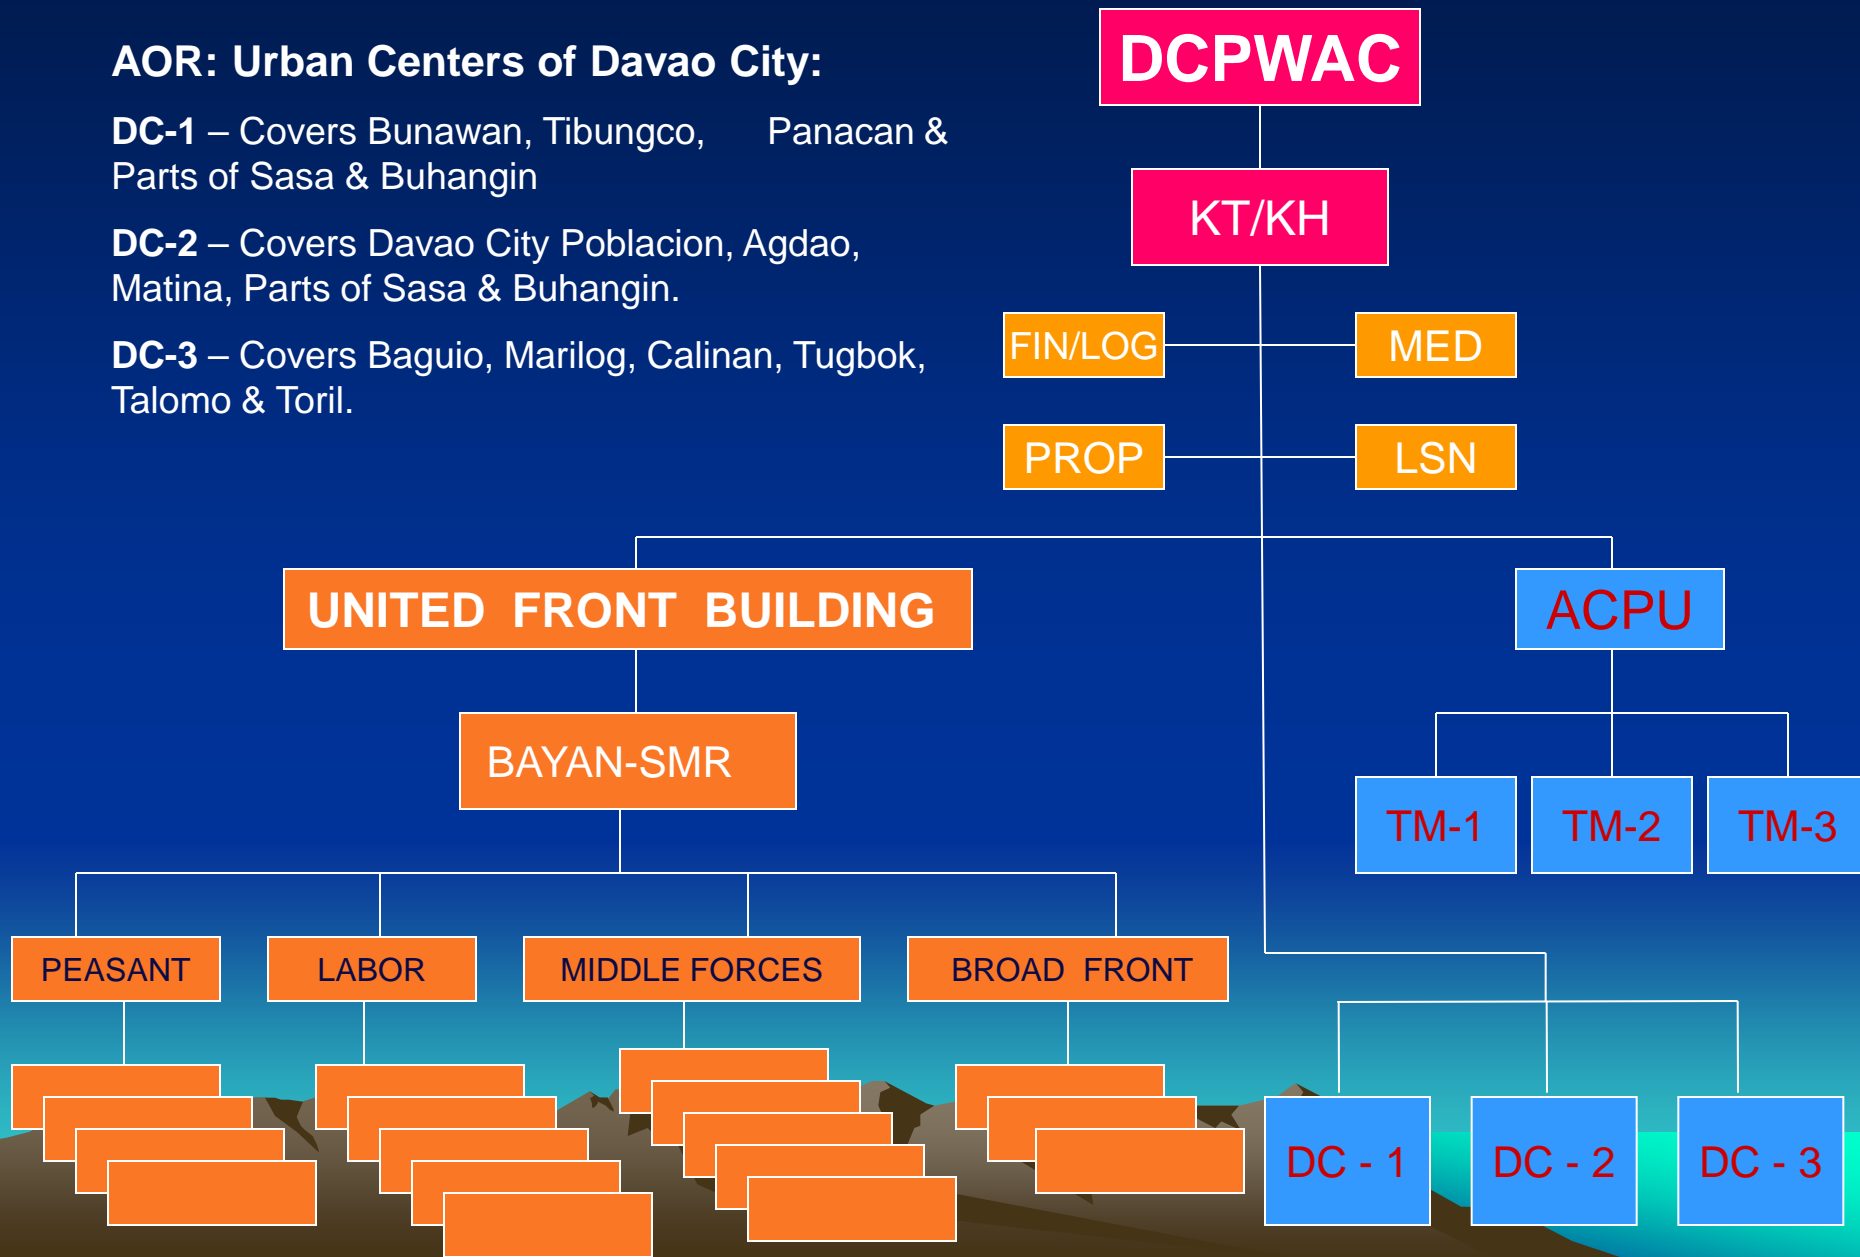 AOR: Urban Centers of Davao City:
DC-1 – Covers Bunawan, Tibungco, Panacan &
Parts of Sasa & Buhangin
DC-2 – Covers Davao City Poblacion, Agdao,
Matina, Parts of Sasa & Buhangin.
DC-3 – Covers Baguio, Marilog, Calinan, Tugbok,
Talomo & Toril.
DCPWAC
KT/KH
FIN/LOG
MED
PROP
LSN
UNITED FRONT BUILDING
ACPU
BAYAN-SMR
TM-1
TM-2
TM-3
PEASANT
LABOR
MIDDLE FORCES
BROAD FRONT
DC - 1
DC - 2
DC - 3